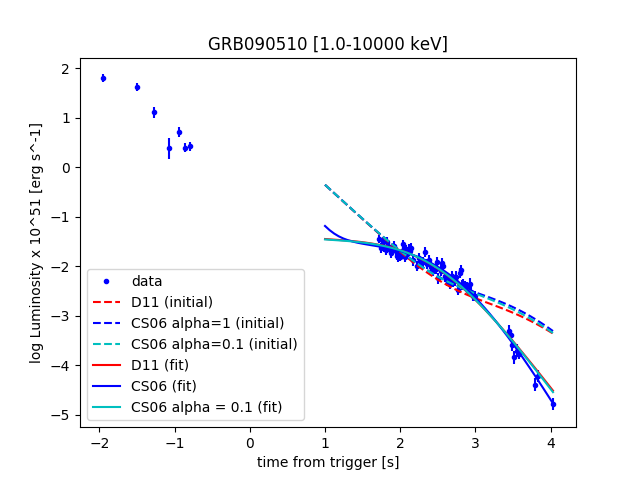 GRB090510 [1.0-10000 keV]
log Luminosity x 10^51 [erg s^-1]
2
1
0
−1
−2
−3
−4
−5
data
D11 (initial)
CS06 alpha=1 (initial)
CS06 alpha=0.1 (initial)
D11 (fit)
CS06 (fit)
CS06 alpha = 0.1 (fit)
−2 −1 0 1 2 3 4
time from trigger [s]